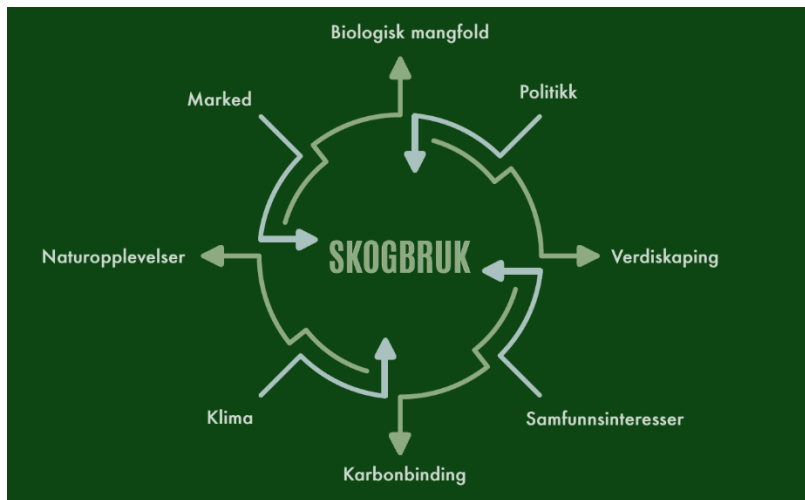 Biologisk mangfold
Marked
Politikk
Naturopplevelser
SKOGBRUK
Verdiskaping
Klima
Samfunnsinteresser
Karbonbinding